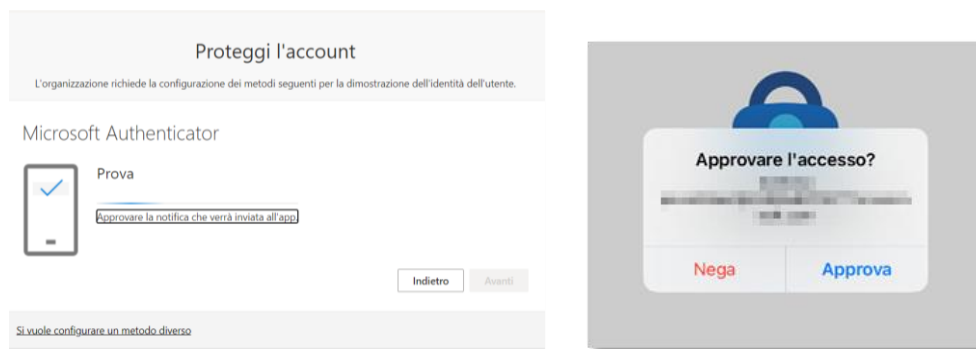 Proteggi l'account
L'organizzazione richiede la configurazione dei metodi seguenti per la dimostrazione dell'identità dell'utente.
Microsoft Authenticator
Prova
Approvare la notifica che verrà inviata all'app.
Indietro
Avanti
Si vuole configurare un metodo diverso
Approvare l'accesso?
Nega
Approva